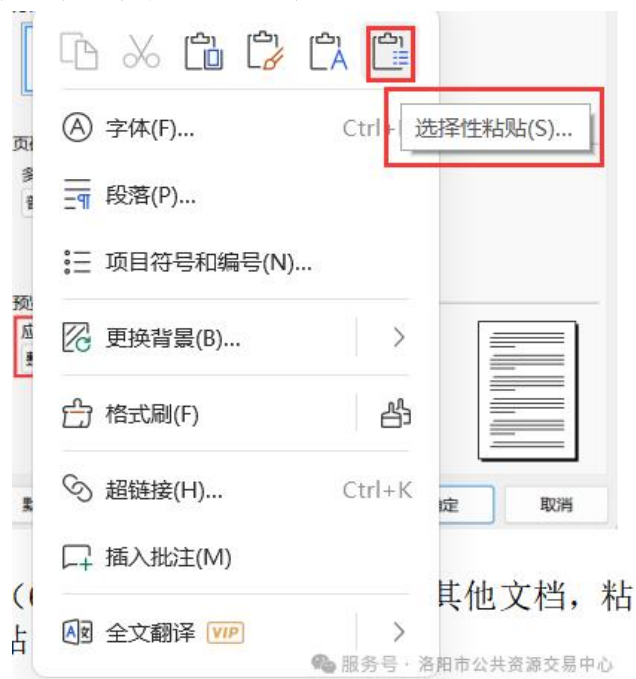 字体(F)...
Ctrl+
选择性粘贴(S)...
段落(P)...
项目符号和编号(N)...
更换背景(B)...
格式刷(F)
超链接(H)...
Ctrl+K
取消
插入批注(M)
其他文档，粘
全文翻译 VIP
服务号 · 洛阳市公共资源交易中心